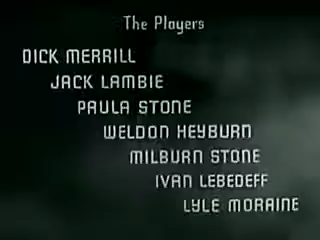 The Players
DICK MERRILL
JACK LAMBIE
PAULA STONE
WELDON HEYBURN
MILBURN STONE
IVAN LEBEDEFF
LYLE MORAINE